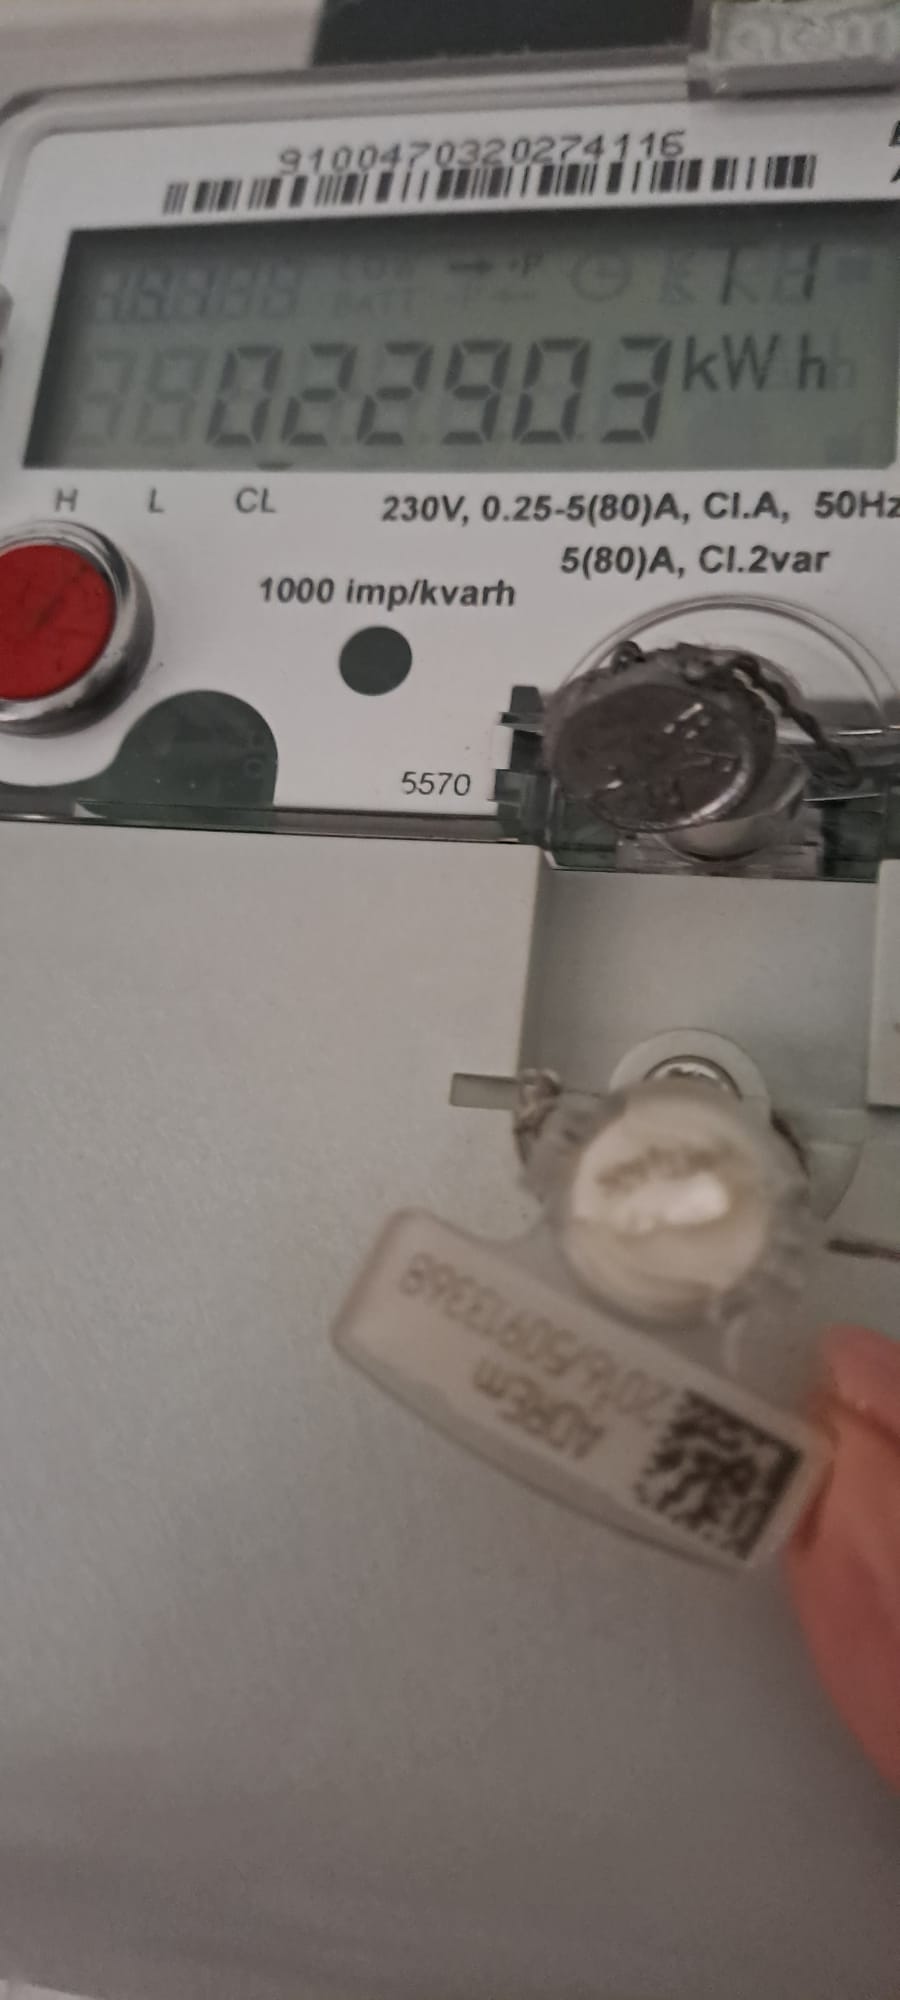 9100470320274116
022903 kWh
H L CL
230V, 0.25-5(80)A, Cl.A, 50Hz
5(80)A, Cl.2var
1000 imp/kvarh
5570
ADREM